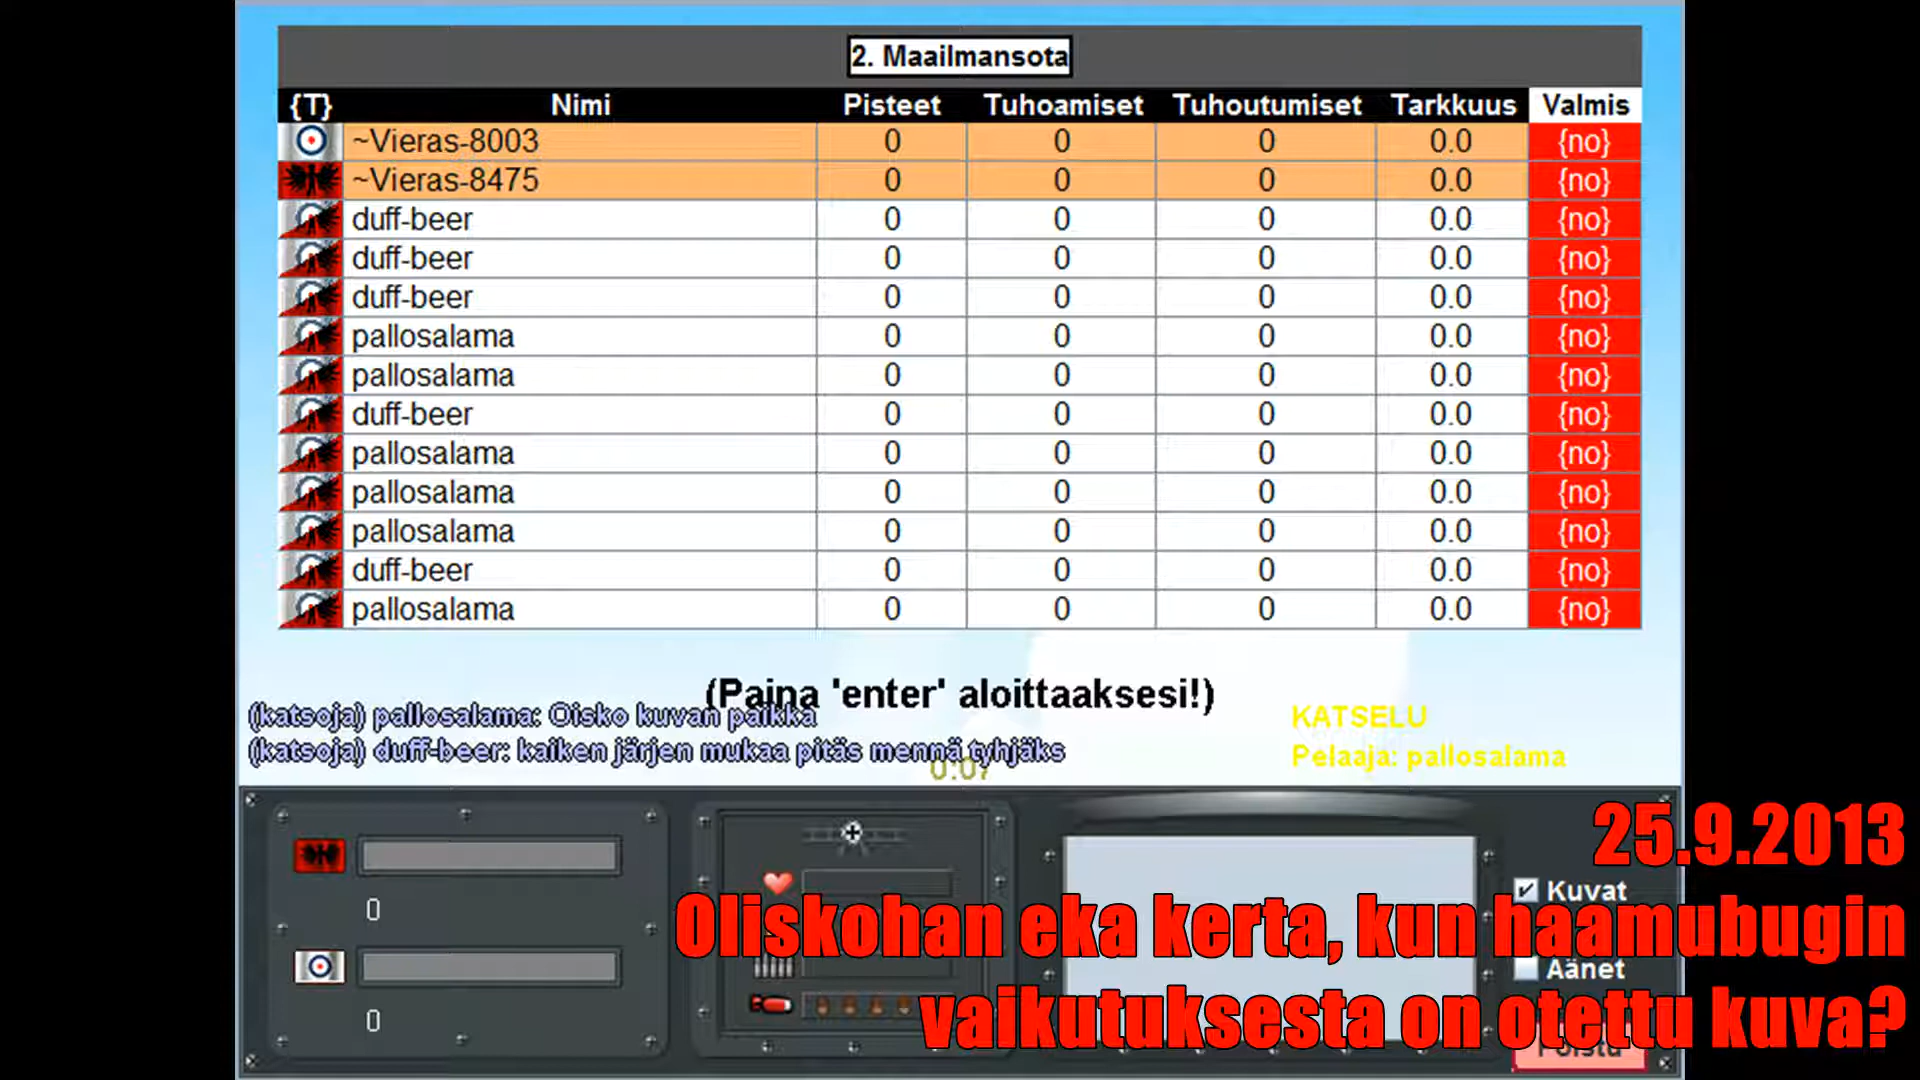 2. Maailmansota
{T} Nimi Pisteet Tuhoamiset Tuhoutumiset Tarkkuus Valmis
~Vieras-8003 0 0 0 0.0 {no}
~Vieras-8475 0 0 0 0.0 {no}
duff-beer 0 0 0 0.0 {no}
duff-beer 0 0 0 0.0 {no}
duff-beer 0 0 0 0.0 {no}
pallosalama 0 0 0 0.0 {no}
pallosalama 0 0 0 0.0 {no}
duff-beer 0 0 0 0.0 {no}
pallosalama 0 0 0 0.0 {no}
pallosalama 0 0 0 0.0 {no}
pallosalama 0 0 0 0.0 {no}
duff-beer 0 0 0 0.0 {no}
pallosalama 0 0 0 0.0 {no}
(Paina 'enter' aloittaaksesi!)
(katsoja) pallosalama: Oisko kuvan paikka
(katsoja) duff-beer: kaiken järjen mukaa pitäs mennä tyhjäks
KATSELU
Pelaaja: pallosalama
0:07
0
0
Kuvat
Äänet
Poistu
25.9.2013
Oliskohan eka kerta, kun haamubugin
vaikutuksesta on otettu kuva?